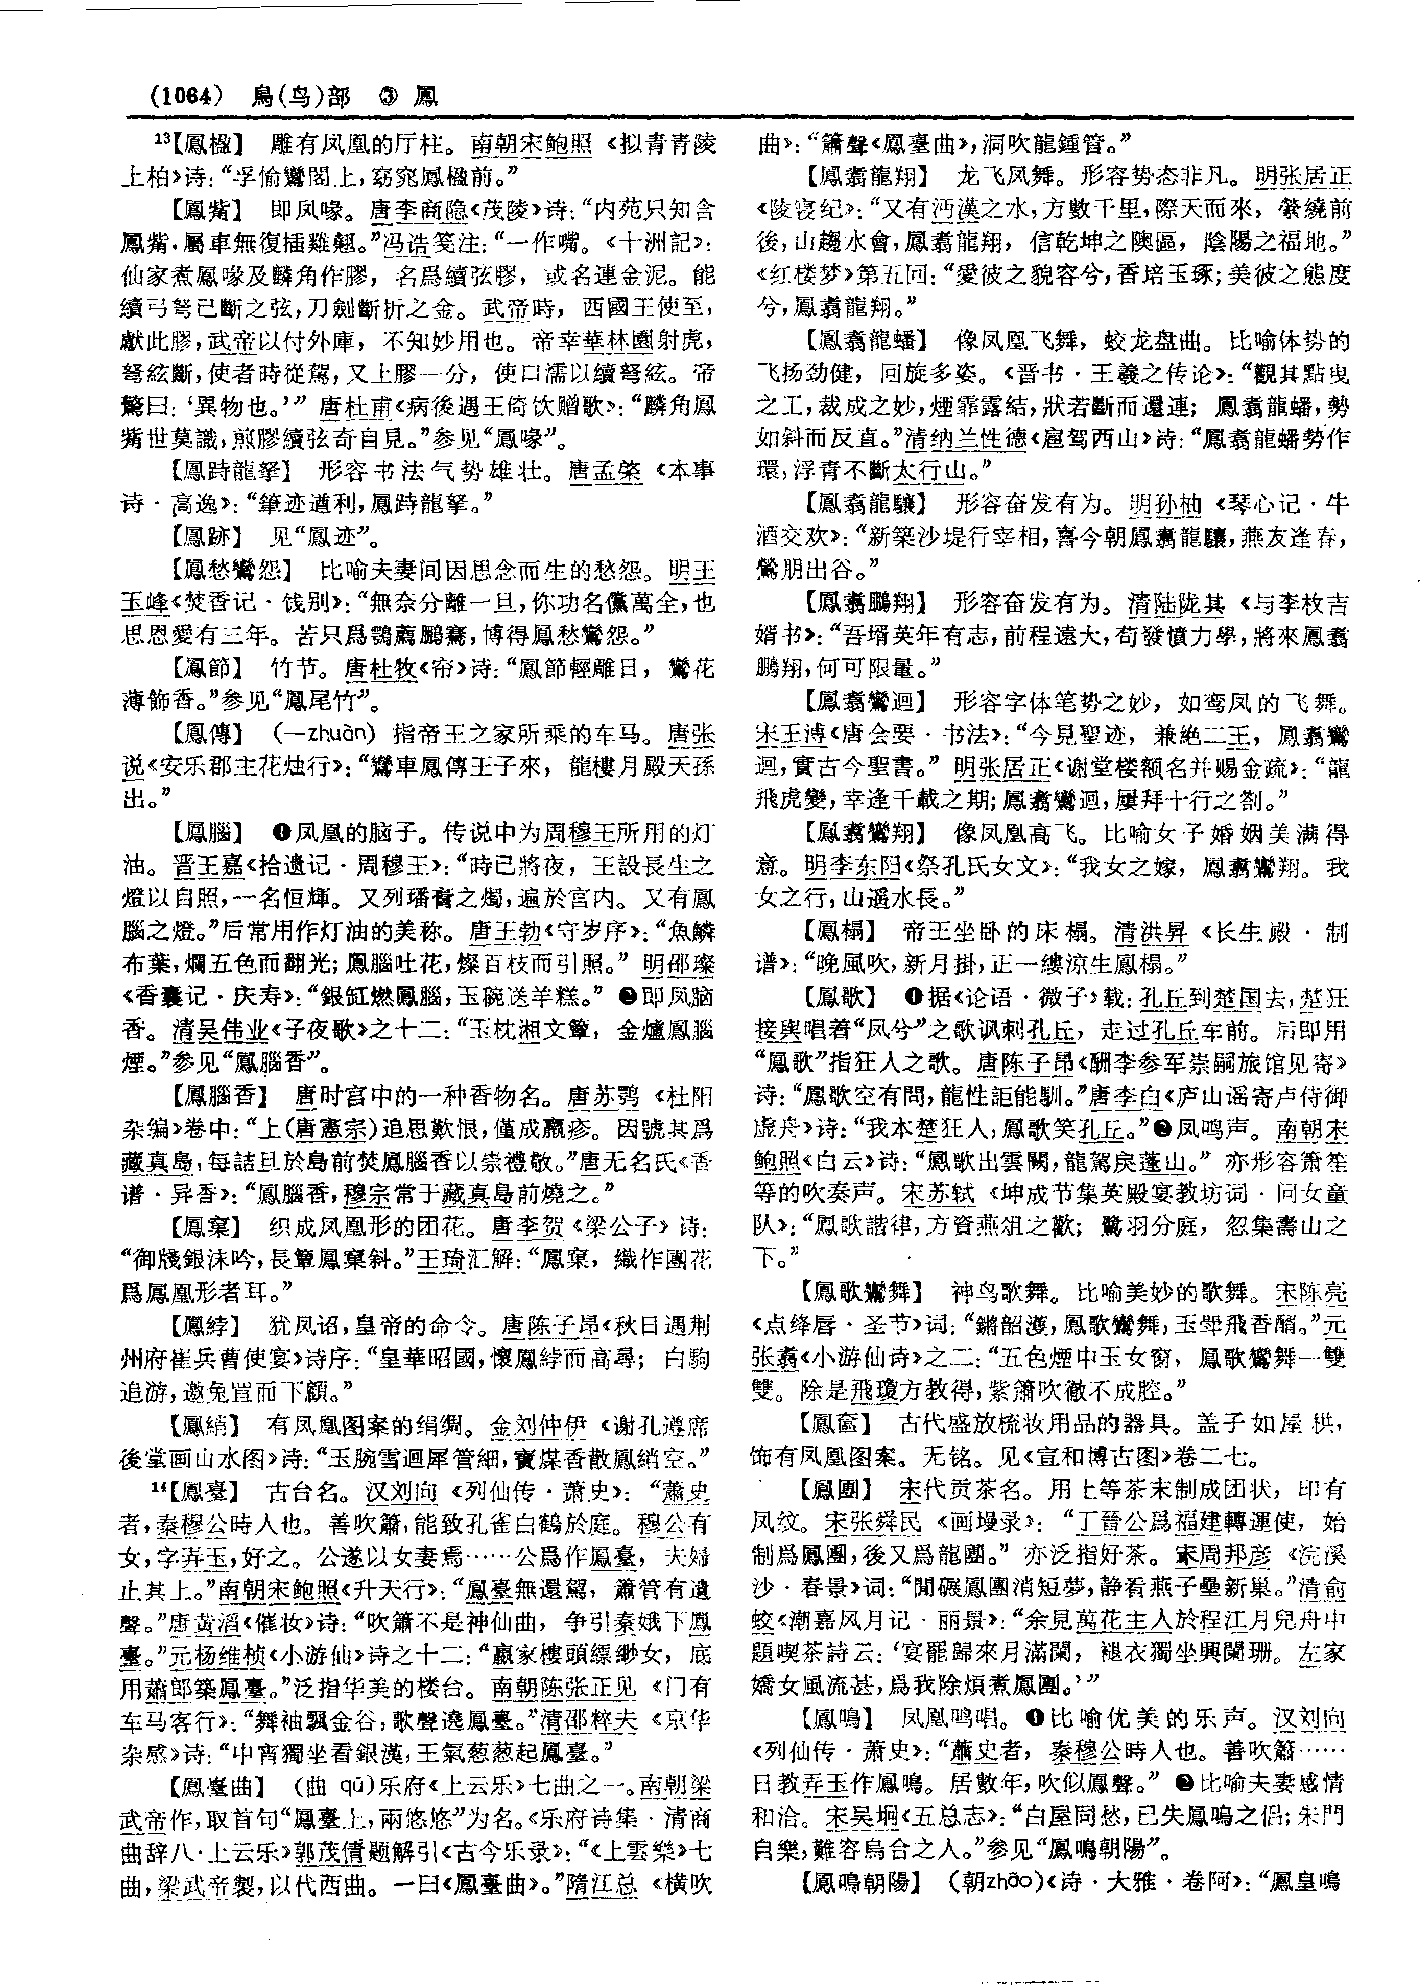 (1064) 鳥(鸟)部 ③ 鳳
13【鳳楹】 雕有凤凰的厅柱。南朝宋鲍照《拟青青陵
上柏》诗:“浮愉鸞閣上,窈窕鳳楹前。”
【鳳觜】 即凤喙。唐李商隐《茂陵》诗:“内苑只知含
鳳觜,屬車無復插雞翹。”冯浩笺注:“一作嘴。《十洲記》:
仙家煮鳳喙及麟角作膠，名爲續弦膠，或名連金泥。能
續弓弩已斷之弦,刀劍斷折之金。武帝時，西國王使至,
獻此膠,武帝以付外庫，不知妙用也。帝幸華林園射虎,
弩絃斷,使者時從駕,又上膠一分，使口濡以續弩絃。帝
驚曰:‘異物也。’” 唐杜甫《病後遇王倚饮赠歌》:“麟角鳳
觜世莫識,煎膠續弦奇自見。”参见“鳳喙”。
【鳳跱龍拏】 形容书法气势雄壮。唐孟棨《本事
诗·高逸》:“筆迹遒利,鳳跱龍拏。”
【鳳跡】 见“鳳迹”。
【鳳愁鸞怨】 比喻夫妻间因思念而生的愁怨。明王
玉峰《焚香记·饯别》:“無奈分離一旦,你功名儻萬全,也
思恩愛有三年。苦只爲鶚薦鵬騫,博得鳳愁鸞怨。”
【鳳節】 竹节。唐杜牧《帘》诗:“鳳節輕雕日，鸞花
薄飾香。”参见“鳳尾竹”。
【鳳傳】 (—zhuàn) 指帝王之家所乘的车马。唐张
说《安乐郡主花烛行》:“鸞車鳳傳王子來，龍樓月殿天孫
出。”
【鳳腦】 ❶凤凰的脑子。传说中为周穆王所用的灯
油。晋王嘉《拾遗记·周穆王》:“時已將夜，王設長生之
燈以自照,一名恒輝。又列璠膏之燭,遍於宫内。又有鳳
腦之燈。”后常用作灯油的美称。唐王勃《守岁序》:“魚鱗
布葉,爛五色而翻光;鳳腦吐花,燦百枝而引照。” 明邵璨
《香囊记·庆寿》:“銀缸燃鳳腦,玉碗送羊糕。” ❷即凤脑
香。清吴伟业《子夜歌》之十二:“玉枕湘文簟，金爐鳳腦
煙。”参见“鳳腦香”。
【鳳腦香】 唐时宫中的一种香物名。唐苏鹗《杜阳
杂编》卷中:“上(唐憲宗)追思歎恨,僅成羸疹。因號其爲
藏真島,每詰旦於島前焚鳳腦香以崇禮敬。”唐无名氏《香
谱·异香》:“鳳腦香,穆宗常于藏真島前燒之。”
【鳳窠】 织成凤凰形的团花。唐李贺《梁公子》诗:
“御牋銀沫吟,長簟鳳窠斜。”王琦汇解:“鳳窠，織作團花
爲鳳凰形者耳。”
【鳳綍】 犹凤诏,皇帝的命令。唐陈子昂《秋日遇荆
州府崔兵曹使宴》诗序:“皇華昭國,懷鳳綍而高尋；白駒
追游,邀兔罝而下顧。”
【鳳綃】 有凤凰图案的绢绸。金刘仲伊《谢孔遵席
後堂画山水图》诗:“玉腕雪迴犀管細,寶煤香散鳳綃空。”
14【鳳臺】 古台名。汉刘向《列仙传·萧史》: “蕭史
者,秦穆公時人也。善吹簫,能致孔雀白鶴於庭。穆公有
女,字弄玉,好之。公遂以女妻焉……公爲作鳳臺，夫婦
止其上。”南朝宋鲍照《升天行》:“鳳臺無還駕，簫管有遺
聲。”唐黄滔《催妆》诗:“吹簫不是神仙曲，争引秦娥下鳳
臺。”元杨维桢《小游仙》诗之十二:“嬴家樓頭縹緲女，底
用蕭郎築鳳臺。”泛指华美的楼台。南朝陈张正见《门有
车马客行》:“舞袖飄金谷,歌聲遶鳳臺。”清邵粹夫《京华
杂感》诗:“中宵獨坐看銀漢,王氣葱葱起鳳臺。”
【鳳臺曲】 (曲 qǔ)乐府《上云乐》七曲之一。南朝梁
武帝作,取首句“鳳臺上,兩悠悠”为名。《乐府诗集·清商
曲辞八·上云乐》郭茂倩题解引《古今乐录》:“《上雲樂》七
曲,梁武帝製,以代西曲。一曰《鳳臺曲》。”隋江总《横吹
曲》:“簫聲《鳳臺曲》,洞吹龍鍾管。”
【鳳翥龍翔】 龙飞凤舞。形容势态非凡。明张居正
《陵寝纪》:“又有沔漢之水,方數千里,際天而來，縈繞前
後,山趨水會,鳳翥龍翔，信乾坤之隩區，陰陽之福地。”
《红楼梦》第五回:“愛彼之貌容兮,香培玉琢;美彼之態度
兮,鳳翥龍翔。”
【鳳翥龍蟠】 像凤凰飞舞，蛟龙盘曲。比喻体势的
飞扬劲健，回旋多姿。《晋书·王羲之传论》:“觀其點曳
之工,裁成之妙,煙霏露結,狀若斷而還連；鳳翥龍蟠,勢
如斜而反直。”清纳兰性德《扈驾西山》诗:“鳳翥龍蟠勢作
環,浮青不斷太行山。”
【鳳翥龍驤】 形容奋发有为。明孙柚《琴心记·牛
酒交欢》:“新築沙堤行宰相,喜今朝鳳翥龍驤,燕友逢春,
鶯朋出谷。”
【鳳翥鵬翔】 形容奋发有为。清陆陇其《与李枚吉
婿书》:“吾壻英年有志,前程遠大,苟發憤力學,將來鳳翥
鵬翔,何可限量。”
【鳳翥鸞迴】 形容字体笔势之妙，如鸾凤的飞舞。
宋王溥《唐会要·书法》:“今見聖迹，兼絶二王，鳳翥鸞
迴,實古今聖書。” 明张居正《谢堂楼额名并赐金疏》:“龍
飛虎變,幸逢千載之期;鳳翥鸞迴,屢拜十行之劄。”
【鳳翥鸞翔】 像凤凰高飞。比喻女子婚姻美满得
意。明李东阳《祭孔氏女文》:“我女之嫁，鳳翥鸞翔。我
女之行,山遥水長。”
【鳳榻】 帝王坐卧的床榻。清洪昇《长生殿·制
谱》:“晚風吹,新月掛,正一縷涼生鳳榻。”
【鳳歌】 ❶据《论语·微子》载:孔丘到楚国去,楚狂
接舆唱着“凤兮”之歌讽刺孔丘，走过孔丘车前。后即用
“鳳歌”指狂人之歌。唐陈子昂《酬李参军崇嗣旅馆见寄》
诗:“鳳歌空有問,龍性詎能馴。”唐李白《庐山谣寄卢侍御
虚舟》诗:“我本楚狂人,鳳歌笑孔丘。”❷凤鸣声。南朝宋
鲍照《白云》诗:“鳳歌出雲闕,龍駕戾蓬山。” 亦形容箫笙
等的吹奏声。宋苏轼《坤成节集英殿宴教坊词·问女童
队》:“鳳歌諧律,方資燕俎之歡；鷺羽分庭，忽集壽山之
下。”
【鳳歌鸞舞】 神鸟歌舞。比喻美妙的歌舞。宋陈亮
《点绛唇·圣节》词:“鏘韶濩,鳳歌鸞舞,玉斝飛香醑。”元
张翥《小游仙诗》之二:“五色煙中玉女窗，鳳歌鸞舞一雙
雙。除是飛瓊方教得,紫簫吹徹不成腔。”
【鳳奩】 古代盛放梳妆用品的器具。盖子如屋栱,
饰有凤凰图案。无铭。见《宣和博古图》卷二七。
【鳳團】 宋代贡茶名。用上等茶末制成团状，印有
凤纹。宋张舜民《画墁录》: “丁晉公爲福建轉運使，始
制爲鳳團,後又爲龍團。” 亦泛指好茶。宋周邦彦《浣溪
沙·春景》词:“閒碾鳳團消短夢,静看燕子壘新巢。”清俞
蛟《潮嘉风月记·丽景》:“余見萬花主人於程江月兒舟中
題喫茶詩云:‘宴罷歸來月滿闌，褪衣獨坐興闌珊。左家
嬌女風流甚,爲我除煩煮鳳團。’”
【鳳鳴】 凤凰鸣唱。❶比喻优美的乐声。汉刘向
《列仙传·萧史》:“蕭史者，秦穆公時人也。善吹簫……
日教弄玉作鳳鳴。居數年,吹似鳳聲。” ❷比喻夫妻感情
和洽。宋吴坰《五总志》:“白屋同愁,已失鳳鳴之侣;朱門
自樂,難容烏合之人。”参见“鳳鳴朝陽”。
【鳳鳴朝陽】 (朝zhāo)《诗·大雅·卷阿》:“鳳皇鳴